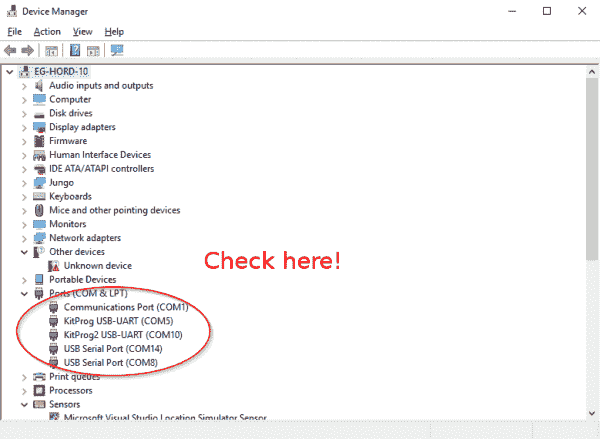 Device Manager
File Action View Help
EG-HORD-10
Audio inputs and outputs
Computer
Disk drives
Display adapters
Firmware
Human Interface Devices
IDE ATA/ATAPI controllers
Jungo
Keyboards
Mice and other pointing devices
Monitors
Network adapters
Other devices
Check here!
Unknown device
Portable Devices
Ports (COM & LPT)
Communications Port (COM1)
KitProg USB-UART (COM5)
KitProg2 USB-UART (COM10)
USB Serial Port (COM14)
USB Serial Port (COM8)
Print queues
Processors
Sensors
Microsoft Visual Studio Location Simulator Sensor